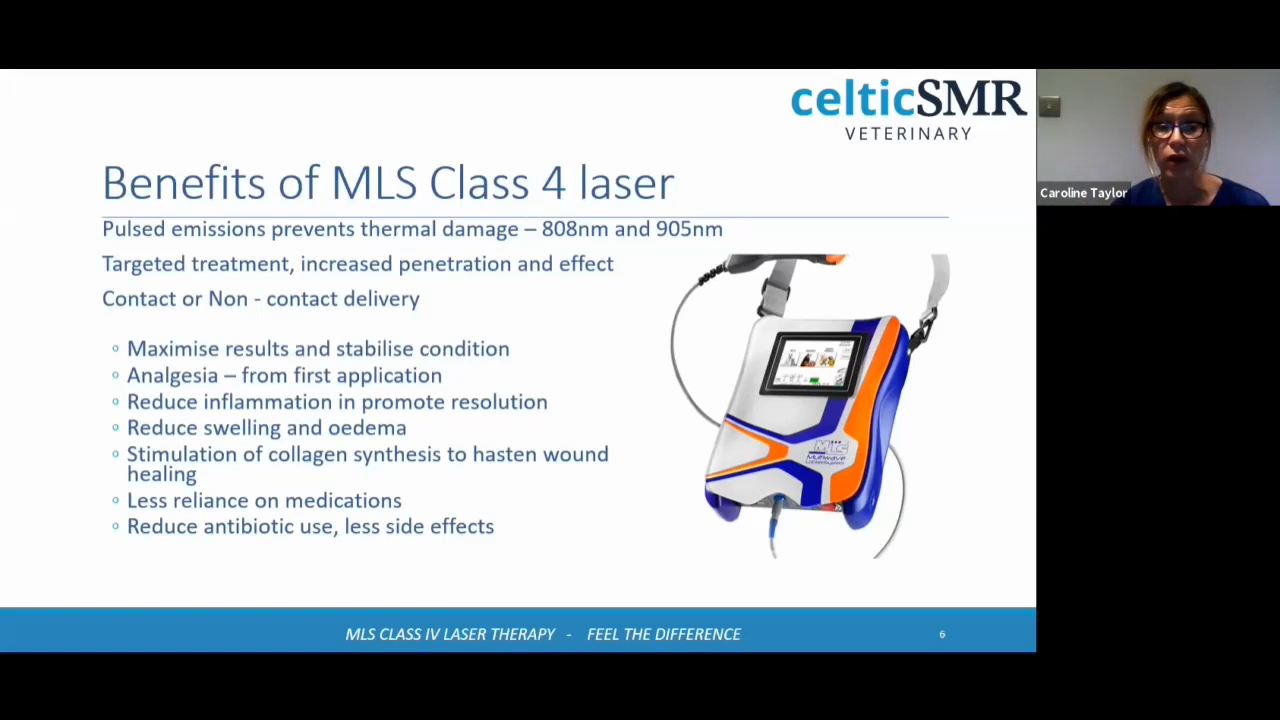 celticSMR
VETERINARY
Benefits of MLS Class 4 laser
Caroline Taylor
Pulsed emissions prevents thermal damage – 808nm and 905nm
Targeted treatment, increased penetration and effect
Contact or Non - contact delivery
Maximise results and stabilise condition
Analgesia – from first application
Reduce inflammation in promote resolution
Reduce swelling and oedema
Stimulation of collagen synthesis to hasten wound
healing
Less reliance on medications
Reduce antibiotic use, less side effects
MLS
MLS CLASS IV LASER THERAPY - FEEL THE DIFFERENCE
6